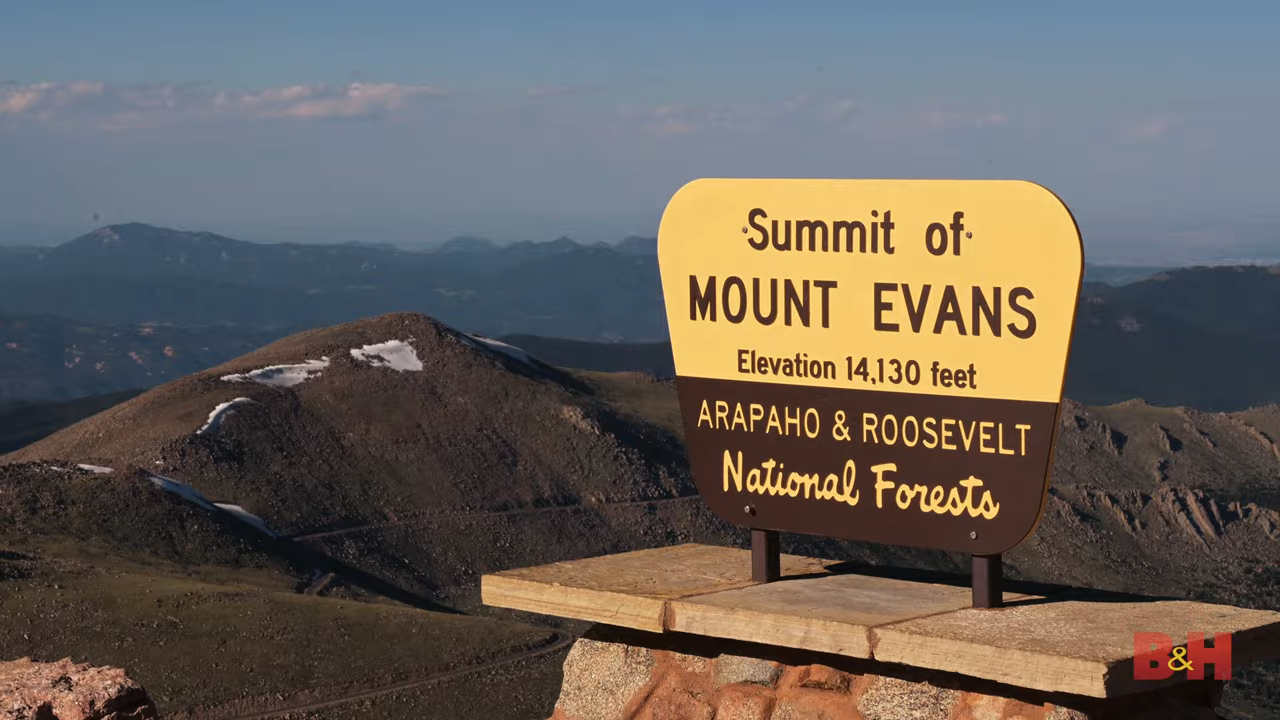 Summit of
MOUNT EVANS
Elevation 14,130 feet
ARAPAHO & ROOSEVELT
National Forests
B&H